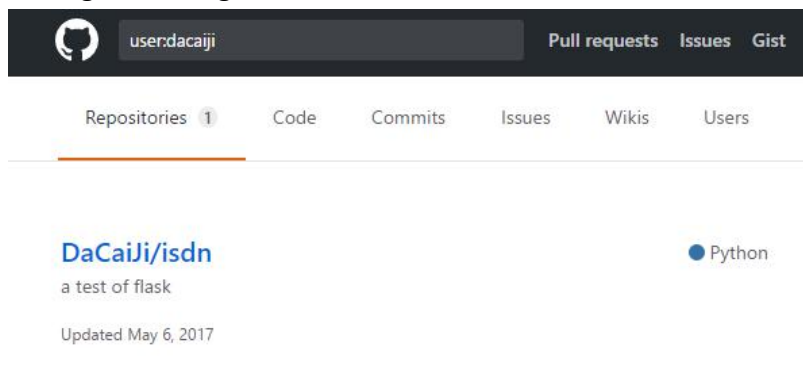 user:dacaiji Pull requests Issues Gist
Repositories 1 Code Commits Issues Wikis Users
DaCaiJi/isdn Python
a test of flask
Updated May 6, 2017